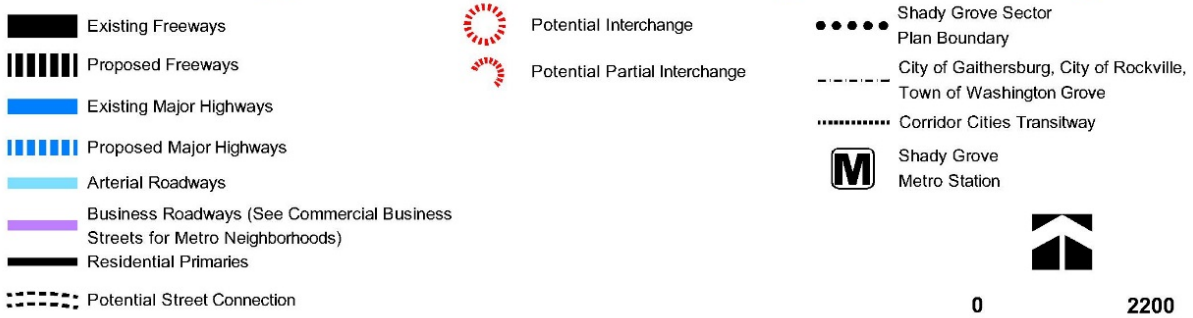 Existing Freeways
Proposed Freeways
Existing Major Highways
Proposed Major Highways
Arterial Roadways
Business Roadways (See Commercial Business
Streets for Metro Neighborhoods)
Residential Primaries
Potential Street Connection
Potential Interchange
Potential Partial Interchange
Shady Grove Sector
Plan Boundary
City of Gaithersburg, City of Rockville,
Town of Washington Grove
Corridor Cities Transitway
M
Shady Grove
Metro Station
0 2200